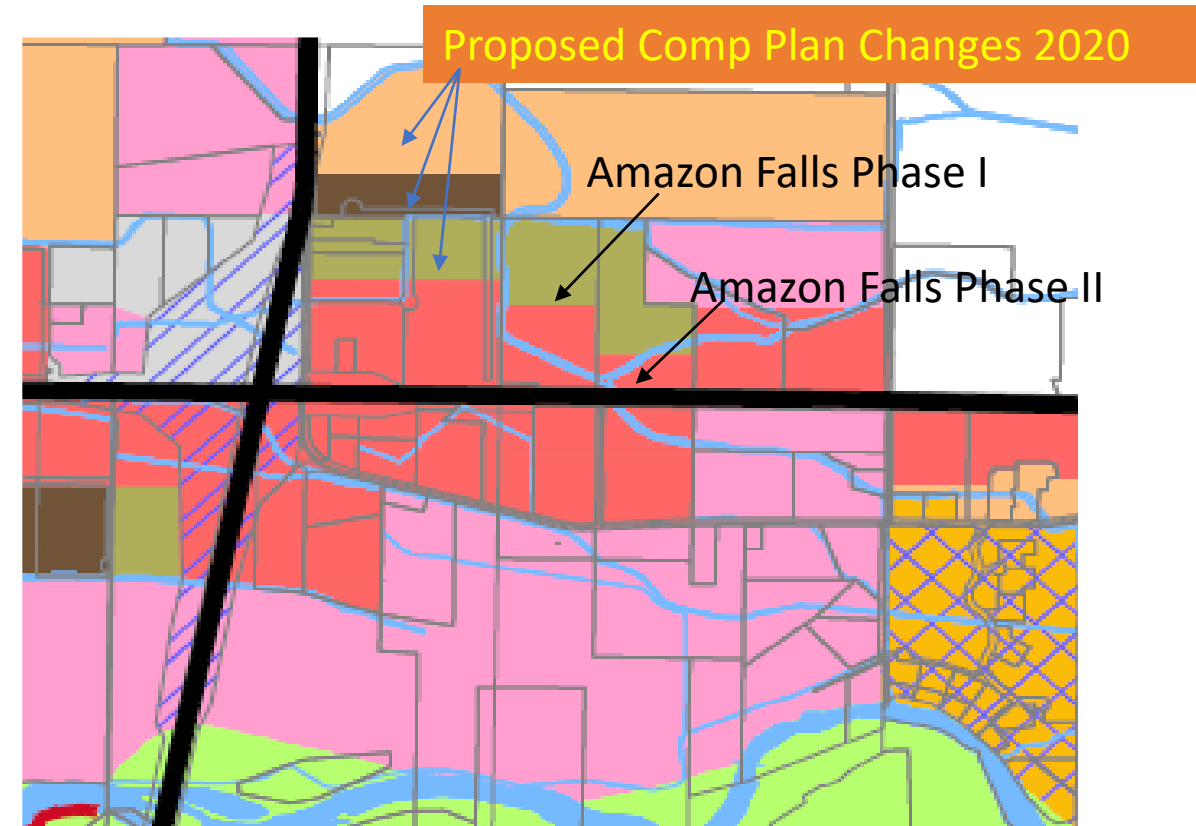 Proposed Comp Plan Changes 2020
Amazon Falls Phase I
Amazon Falls Phase II